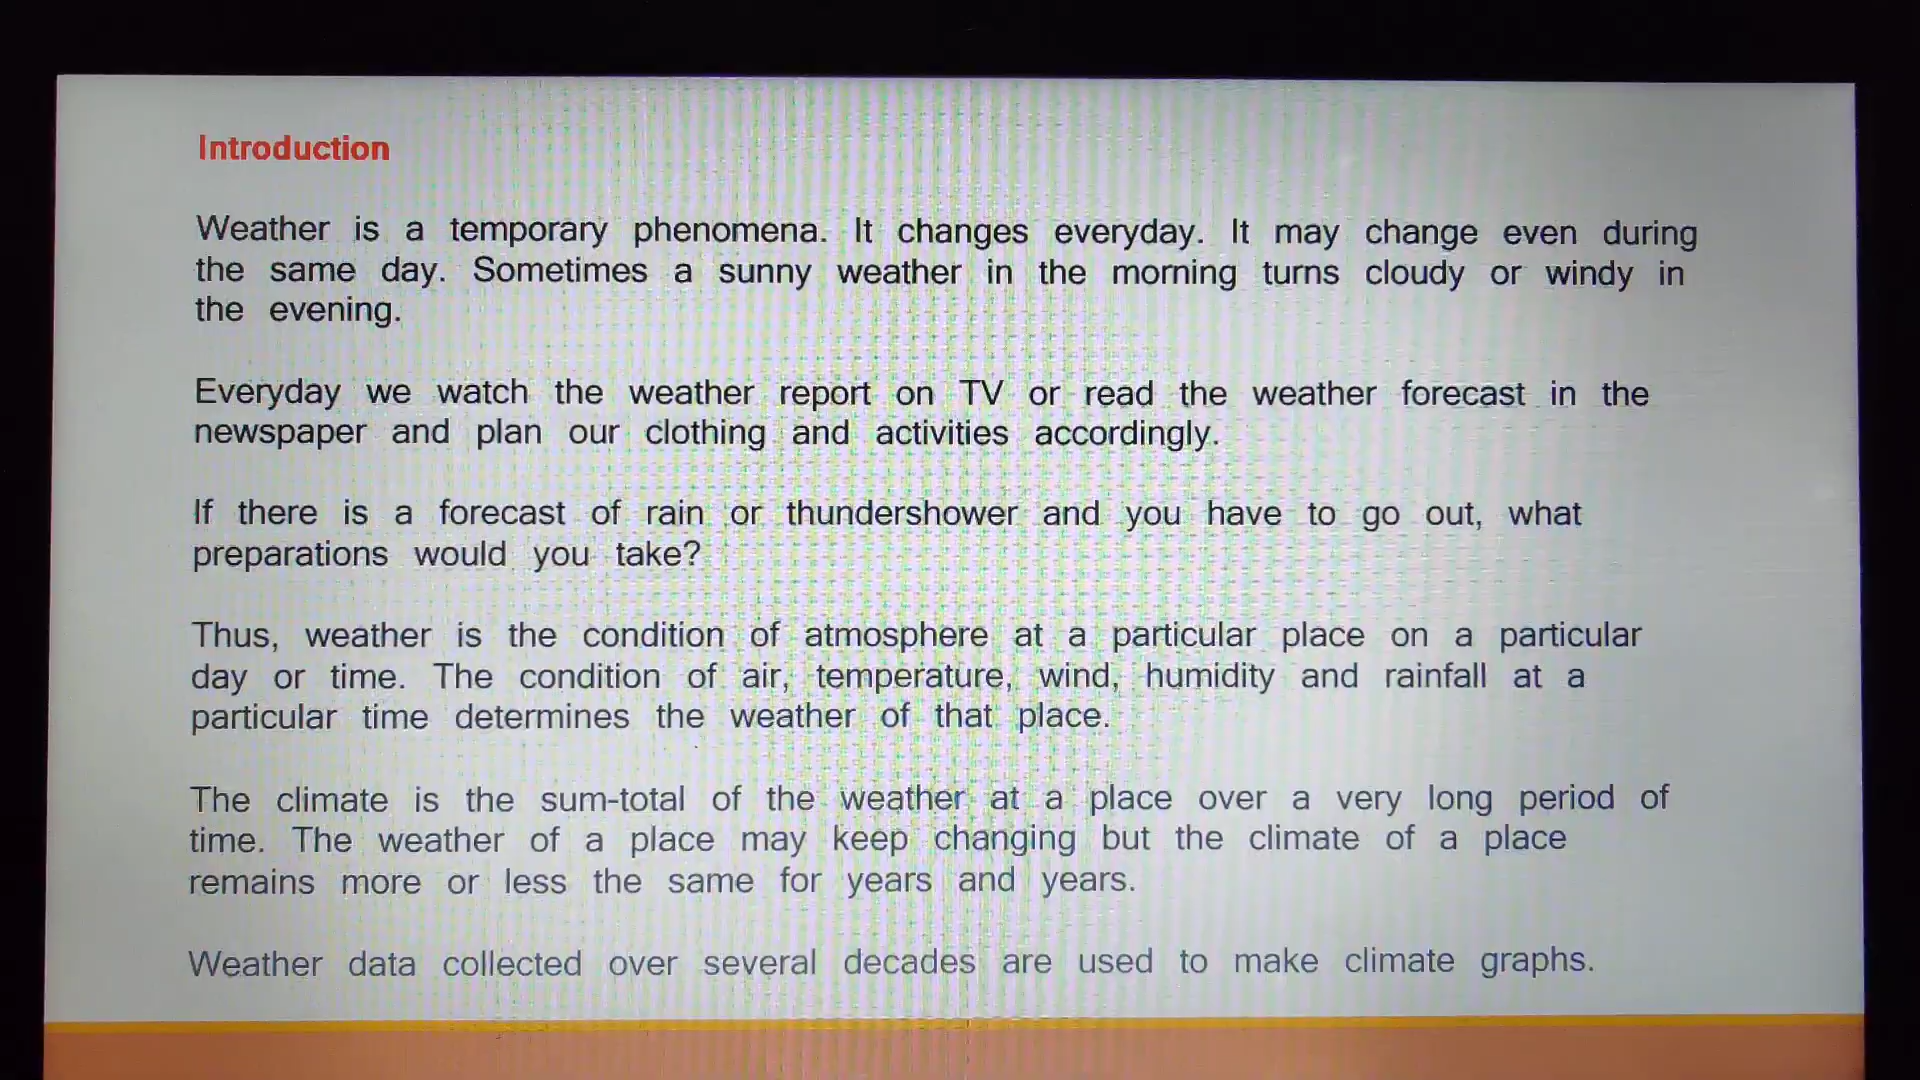 Introduction
Weather is a temporary phenomena. It changes everyday. It may change even during
the same day. Sometimes a sunny weather in the morning turns cloudy or windy in
the evening.
Everyday we watch the weather report on TV or read the weather forecast in the
newspaper and plan our clothing and activities accordingly.
If there is a forecast of rain or thundershower and you have to go out, what
preparations would you take?
Thus, weather is the condition of atmosphere at a particular place on a particular
day or time. The condition of air, temperature, wind, humidity and rainfall at a
particular time determines the weather of that place.
The climate is the sum-total of the weather at a place over a very long period of
time. The weather of a place may keep changing but the climate of a place
remains more or less the same for years and years.
Weather data collected over several decades are used to make climate graphs.